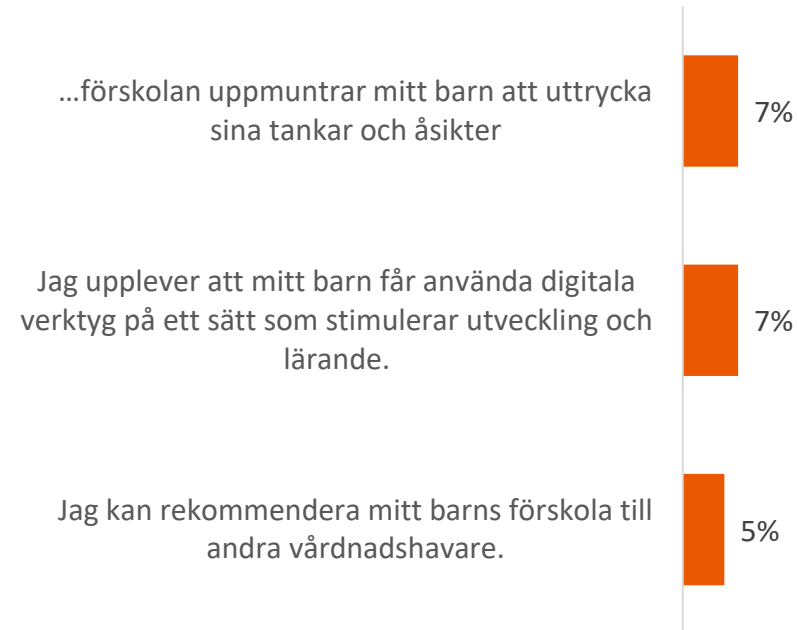 …förskolan uppmuntrar mitt barn att uttrycka
sina tankar och åsikter
7%
Jag upplever att mitt barn får använda digitala
verktyg på ett sätt som stimulerar utveckling och
lärande.
7%
Jag kan rekommendera mitt barns förskola till
andra vårdnadshavare.
5%